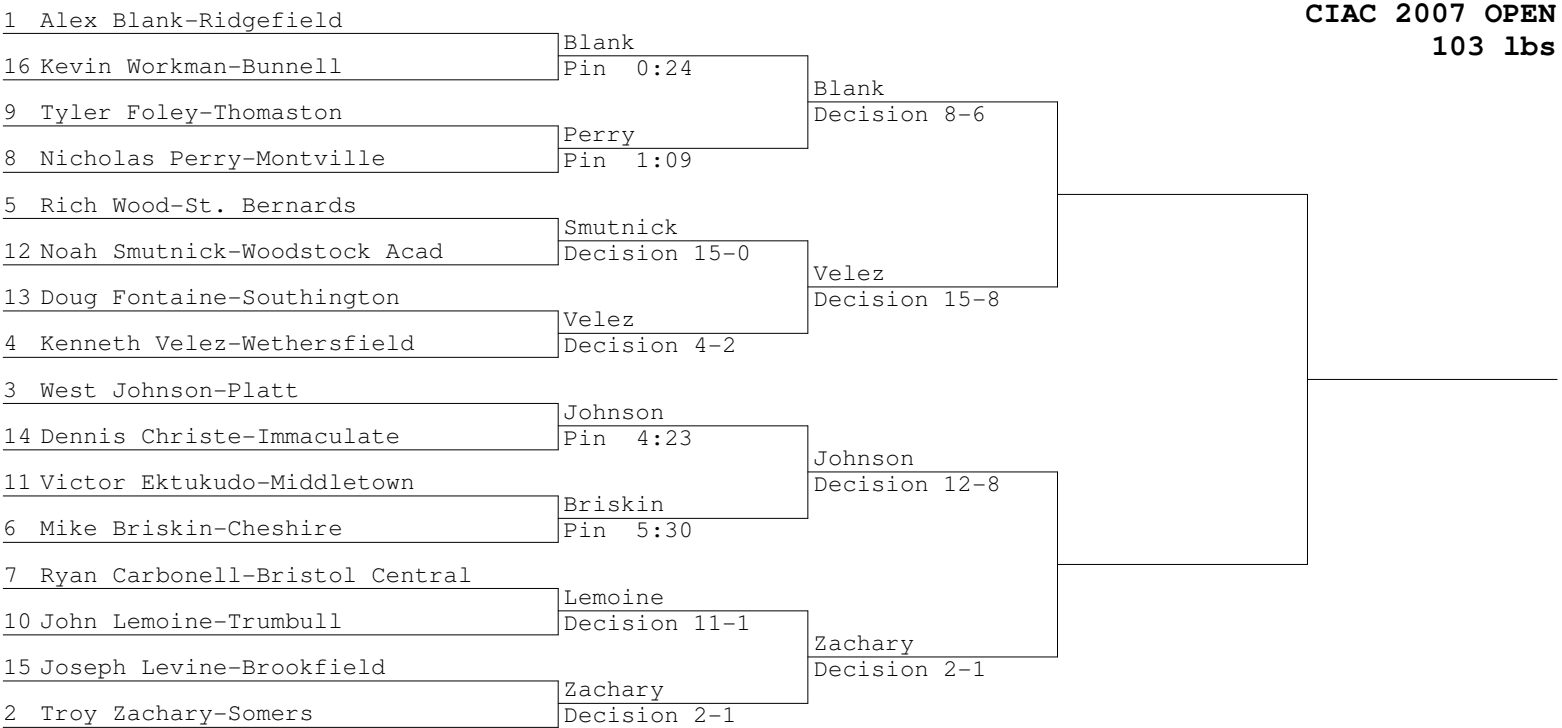 CIAC 2007 OPEN
103 lbs
1 Alex Blank-Ridgefield
16 Kevin Workman-Bunnell
9 Tyler Foley-Thomaston
8 Nicholas Perry-Montville
5 Rich Wood-St. Bernards
12 Noah Smutnick-Woodstock Acad
13 Doug Fontaine-Southington
4 Kenneth Velez-Wethersfield
3 West Johnson-Platt
14 Dennis Christe-Immaculate
11 Victor Ektukudo-Middletown
6 Mike Briskin-Cheshire
7 Ryan Carbonell-Bristol Central
10 John Lemoine-Trumbull
15 Joseph Levine-Brookfield
2 Troy Zachary-Somers
Blank
Pin 0:24
Perry
Pin 1:09
Smutnick
Decision 15-0
Velez
Decision 4-2
Johnson
Pin 4:23
Briskin
Pin 5:30
Lemoine
Decision 11-1
Zachary
Decision 2-1
Blank
Decision 8-6
Velez
Decision 15-8
Johnson
Decision 12-8
Zachary
Decision 2-1